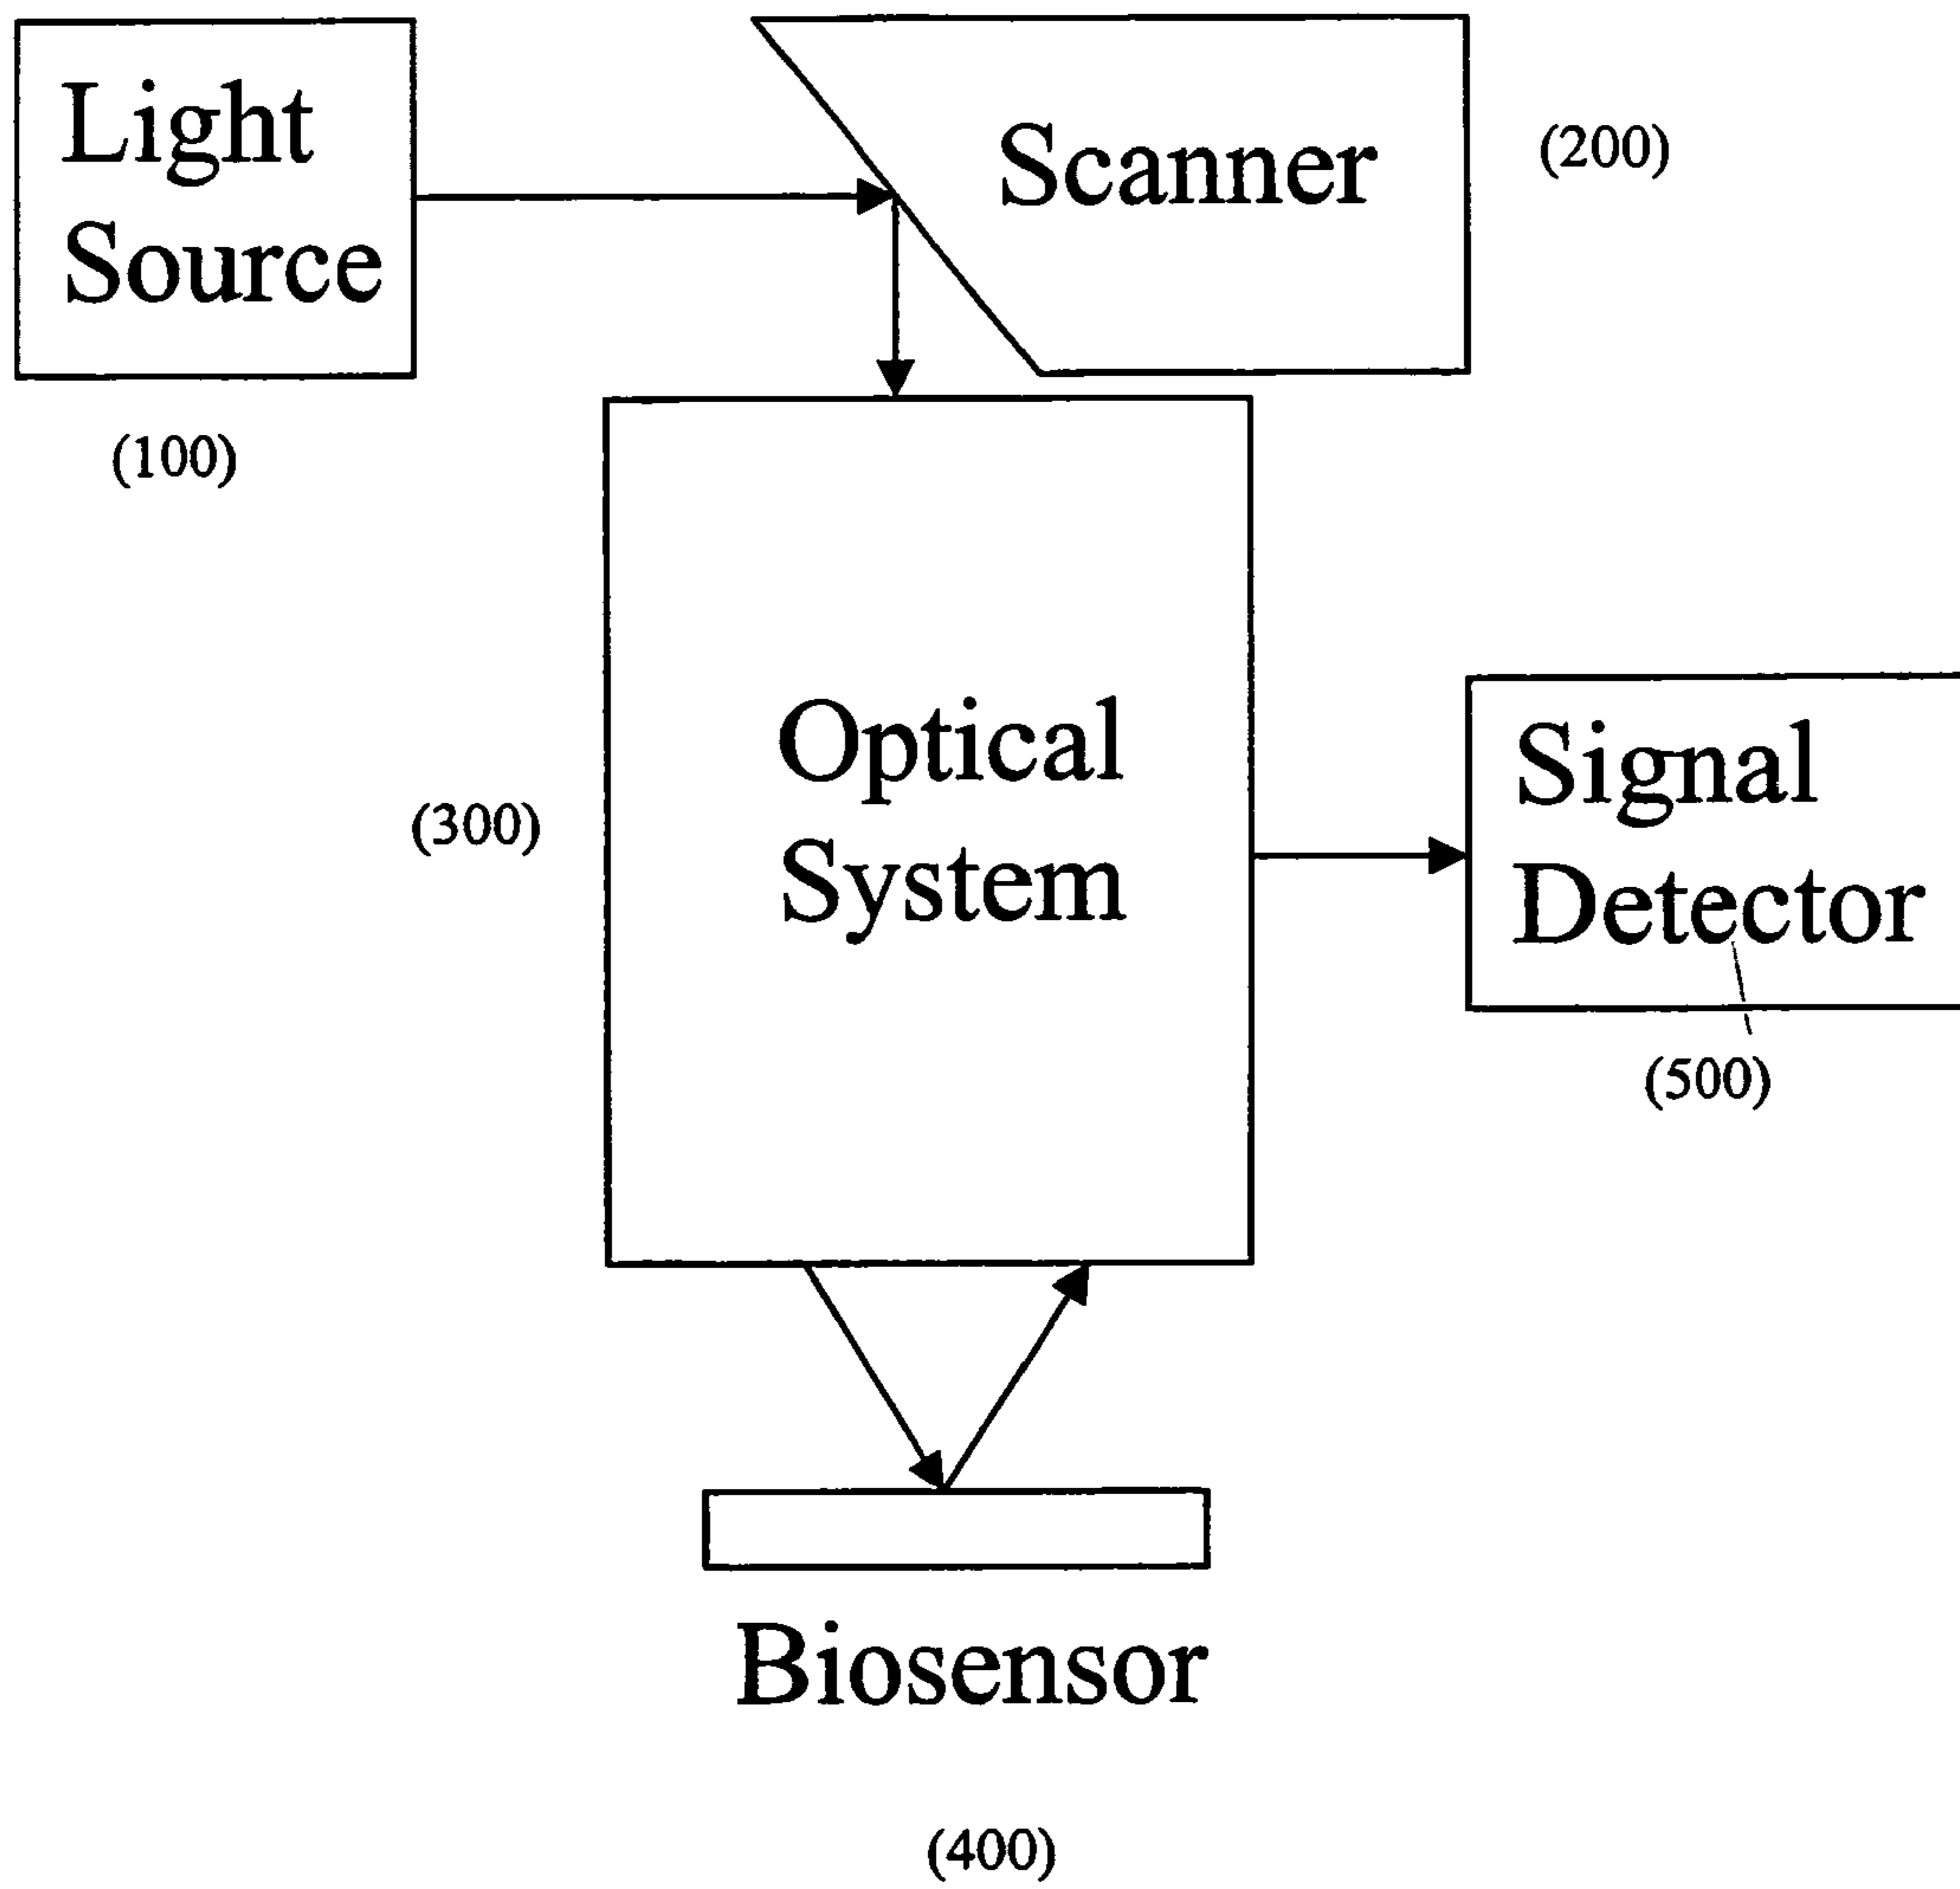 Light
Source
(100)
Scanner
(200)
Optical
System
(300)
Signal
Detector
(500)
Biosensor
(400)